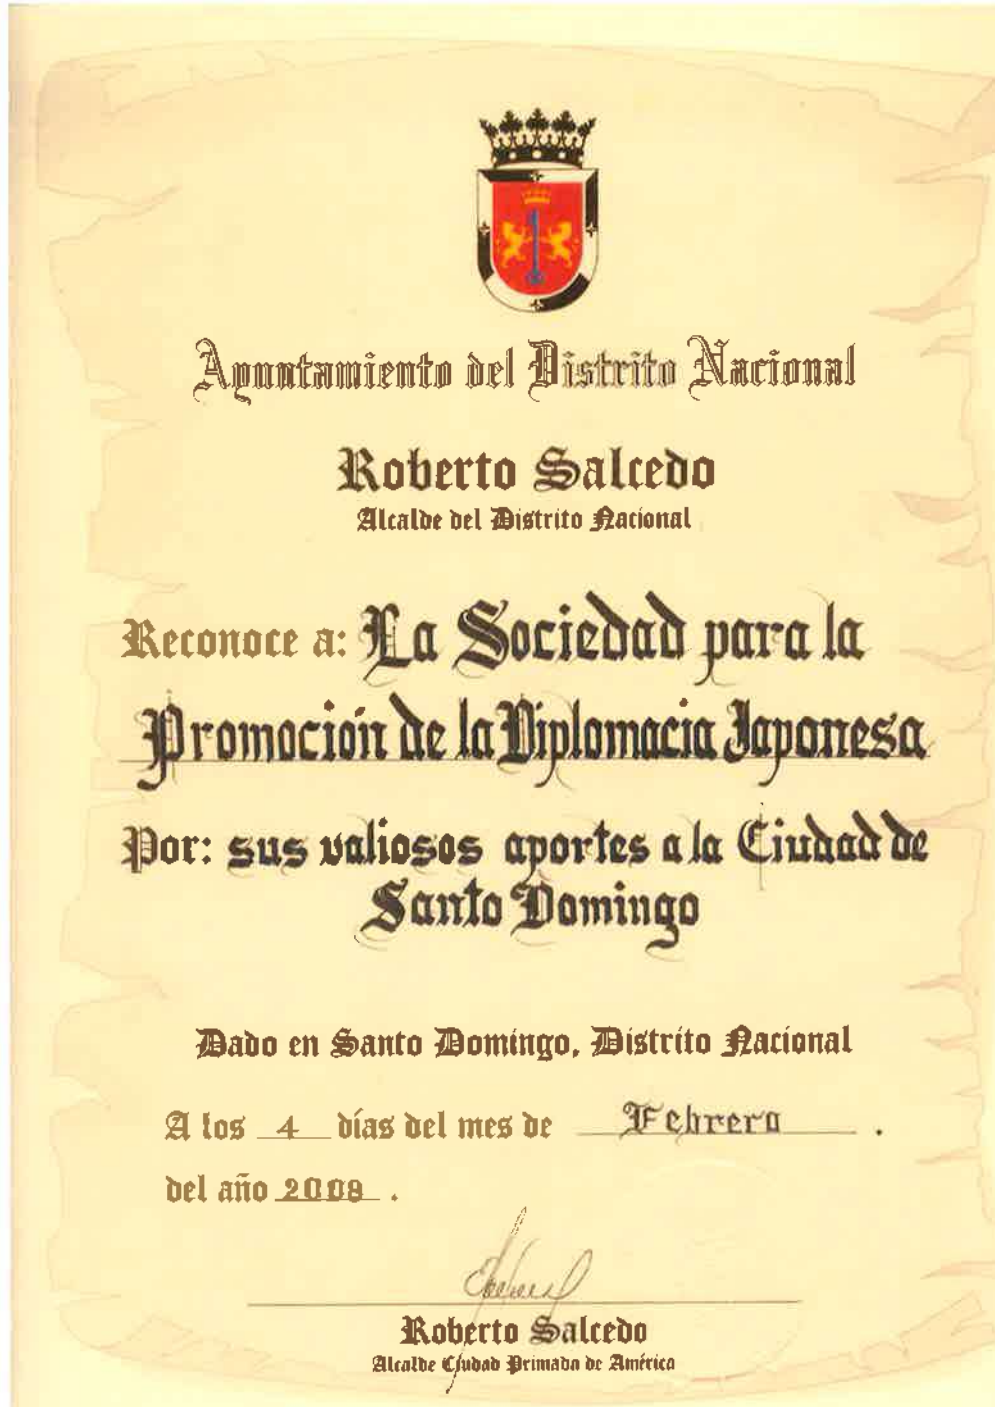 Ayuntamiento del Distrito Nacional
Roberto Salcedo
Alcalde del Distrito Nacional
Reconoce a: La Sociedad para la
Promoción de la Diplomacia Japonesa
Por: sus valiosos aportes a la Ciudad de
Santo Domingo
Dado en Santo Domingo, Distrito Nacional
A los 4 días del mes de Febrero .
del año 2008 .
Roberto Salcedo
Alcalde Ciudad Primada de América